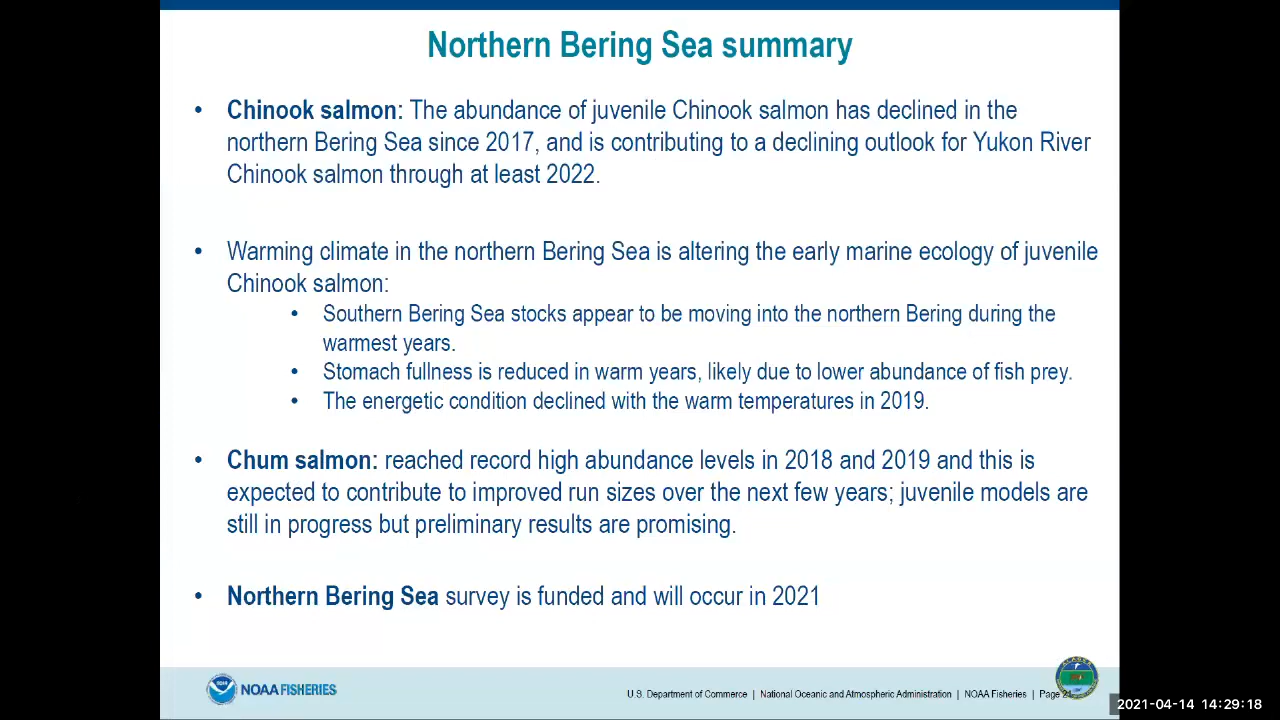 Northern Bering Sea summary
• Chinook salmon: The abundance of juvenile Chinook salmon has declined in the
northern Bering Sea since 2017, and is contributing to a declining outlook for Yukon River
Chinook salmon through at least 2022.
• Warming climate in the northern Bering Sea is altering the early marine ecology of juvenile
Chinook salmon:
• Southern Bering Sea stocks appear to be moving into the northern Bering during the
warmest years.
• Stomach fullness is reduced in warm years, likely due to lower abundance of fish prey.
• The energetic condition declined with the warm temperatures in 2019.
• Chum salmon: reached record high abundance levels in 2018 and 2019 and this is
expected to contribute to improved run sizes over the next few years; juvenile models are
still in progress but preliminary results are promising.
• Northern Bering Sea survey is funded and will occur in 2021
NOAA FISHERIES
U.S. Department of Commerce | National Oceanic and Atmospheric Administration | NOAA Fisheries | Page
2021-04-14 14:29:18